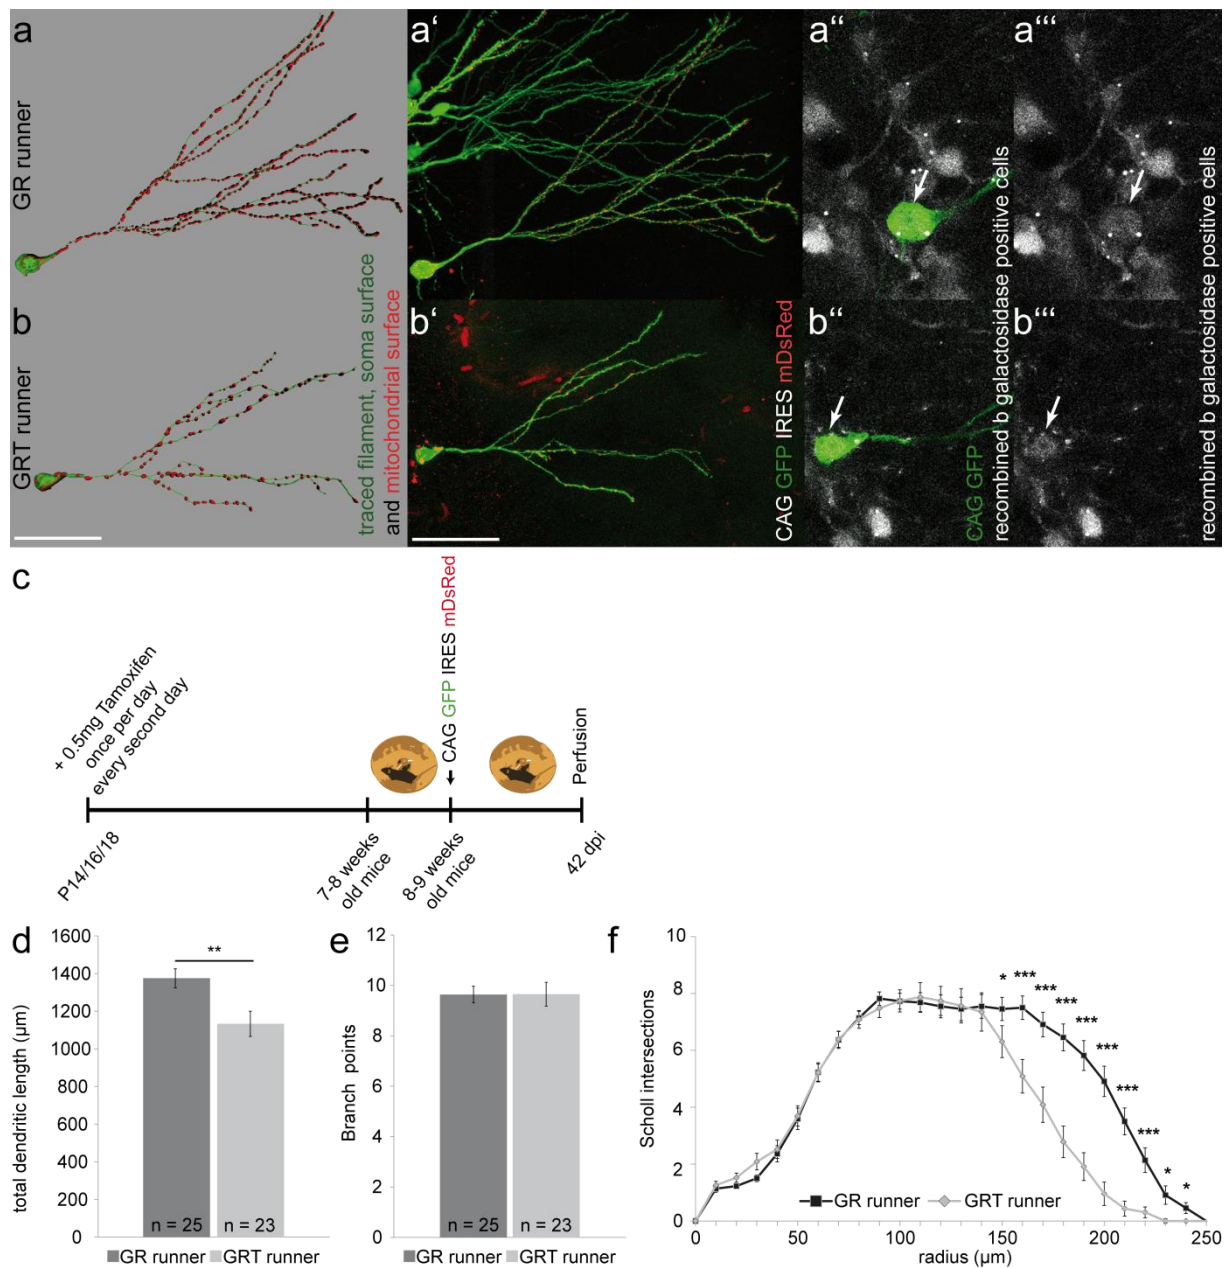 a
GR runner
a‘
a‘‘
a‘‘‘
b
GRT runner
traced filament, soma surface
and mitochondrial surface
b‘
CAG GFP IRES mDsRed
b‘‘
CAG GFP
recombined b galactosidase positive cells
b‘‘‘
recombined b galactosidase positive cells
c
+ 0.5mg Tamoxifen
once per day
every second day
CAG GFP IRES mDsRed
Perfusion
P14/16/18
7-8 weeks
old mice
8-9 weeks
old mice
42 dpi
d
total dendritic length (µm)
1600
1400
1200
1000
800
600
400
200
0
**
n = 25
n = 23
GR runner
GRT runner
e
Branch points
12
10
8
6
4
2
0
n = 25
n = 23
GR runner
GRT runner
f
Scholl intersections
10
8
6
4
2
0
* *** *** *** *** *** *** *** * *
GR runner
GRT runner
0 50 100 150 200 250
radius (µm)